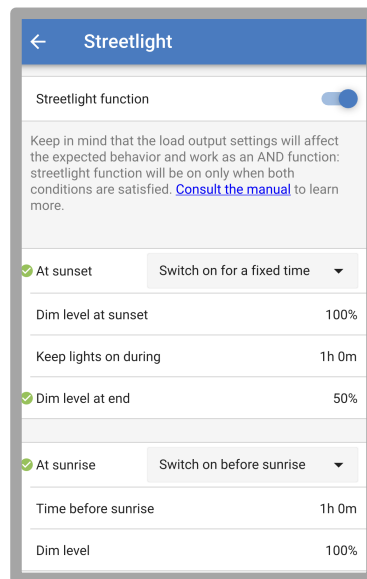 Streetlight
Streetlight function
Keep in mind that the load output settings will affect
the expected behavior and work as an AND function:
streetlight function will be on only when both
conditions are satisfied. Consult the manual to learn
more.
At sunset Switch on for a fixed time
Dim level at sunset 100%
Keep lights on during 1h 0m
Dim level at end 50%
At sunrise Switch on before sunrise
Time before sunrise 1h 0m
Dim level 100%